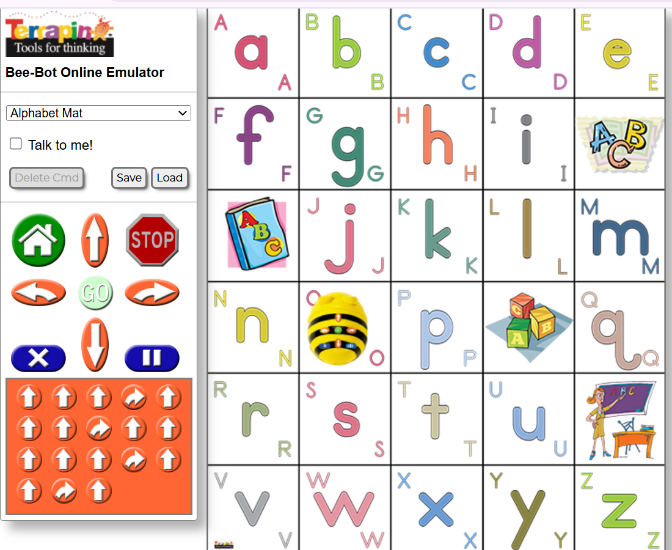 Terrapin
Tools for thinking
Bee-Bot Online Emulator
Alphabet Mat
Talk to me!
Delete Cmd Save Load
STOP
GO
A a A B b B C c C D d D E e E
F f F G g G H h H I i I A B C
A B C J j J K k K L l L M m M
N n N O O P p P C A B Q q Q
R r R S s S T t T U u U
V v V W w W X x X Y y Y Z z Z